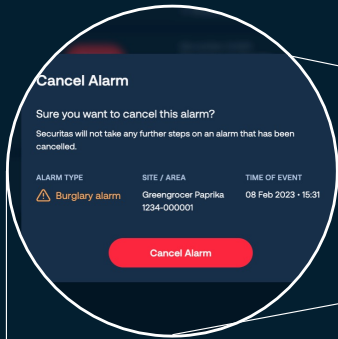 Cancel Alarm
Sure you want to cancel this alarm?
Securitas will not take any further steps on an alarm that has been
cancelled.
ALARM TYPE SITE / AREA TIME OF EVENT
Burglary alarm Greengrocer Paprika 08 Feb 2023 • 15:31
1234-000001
Cancel Alarm